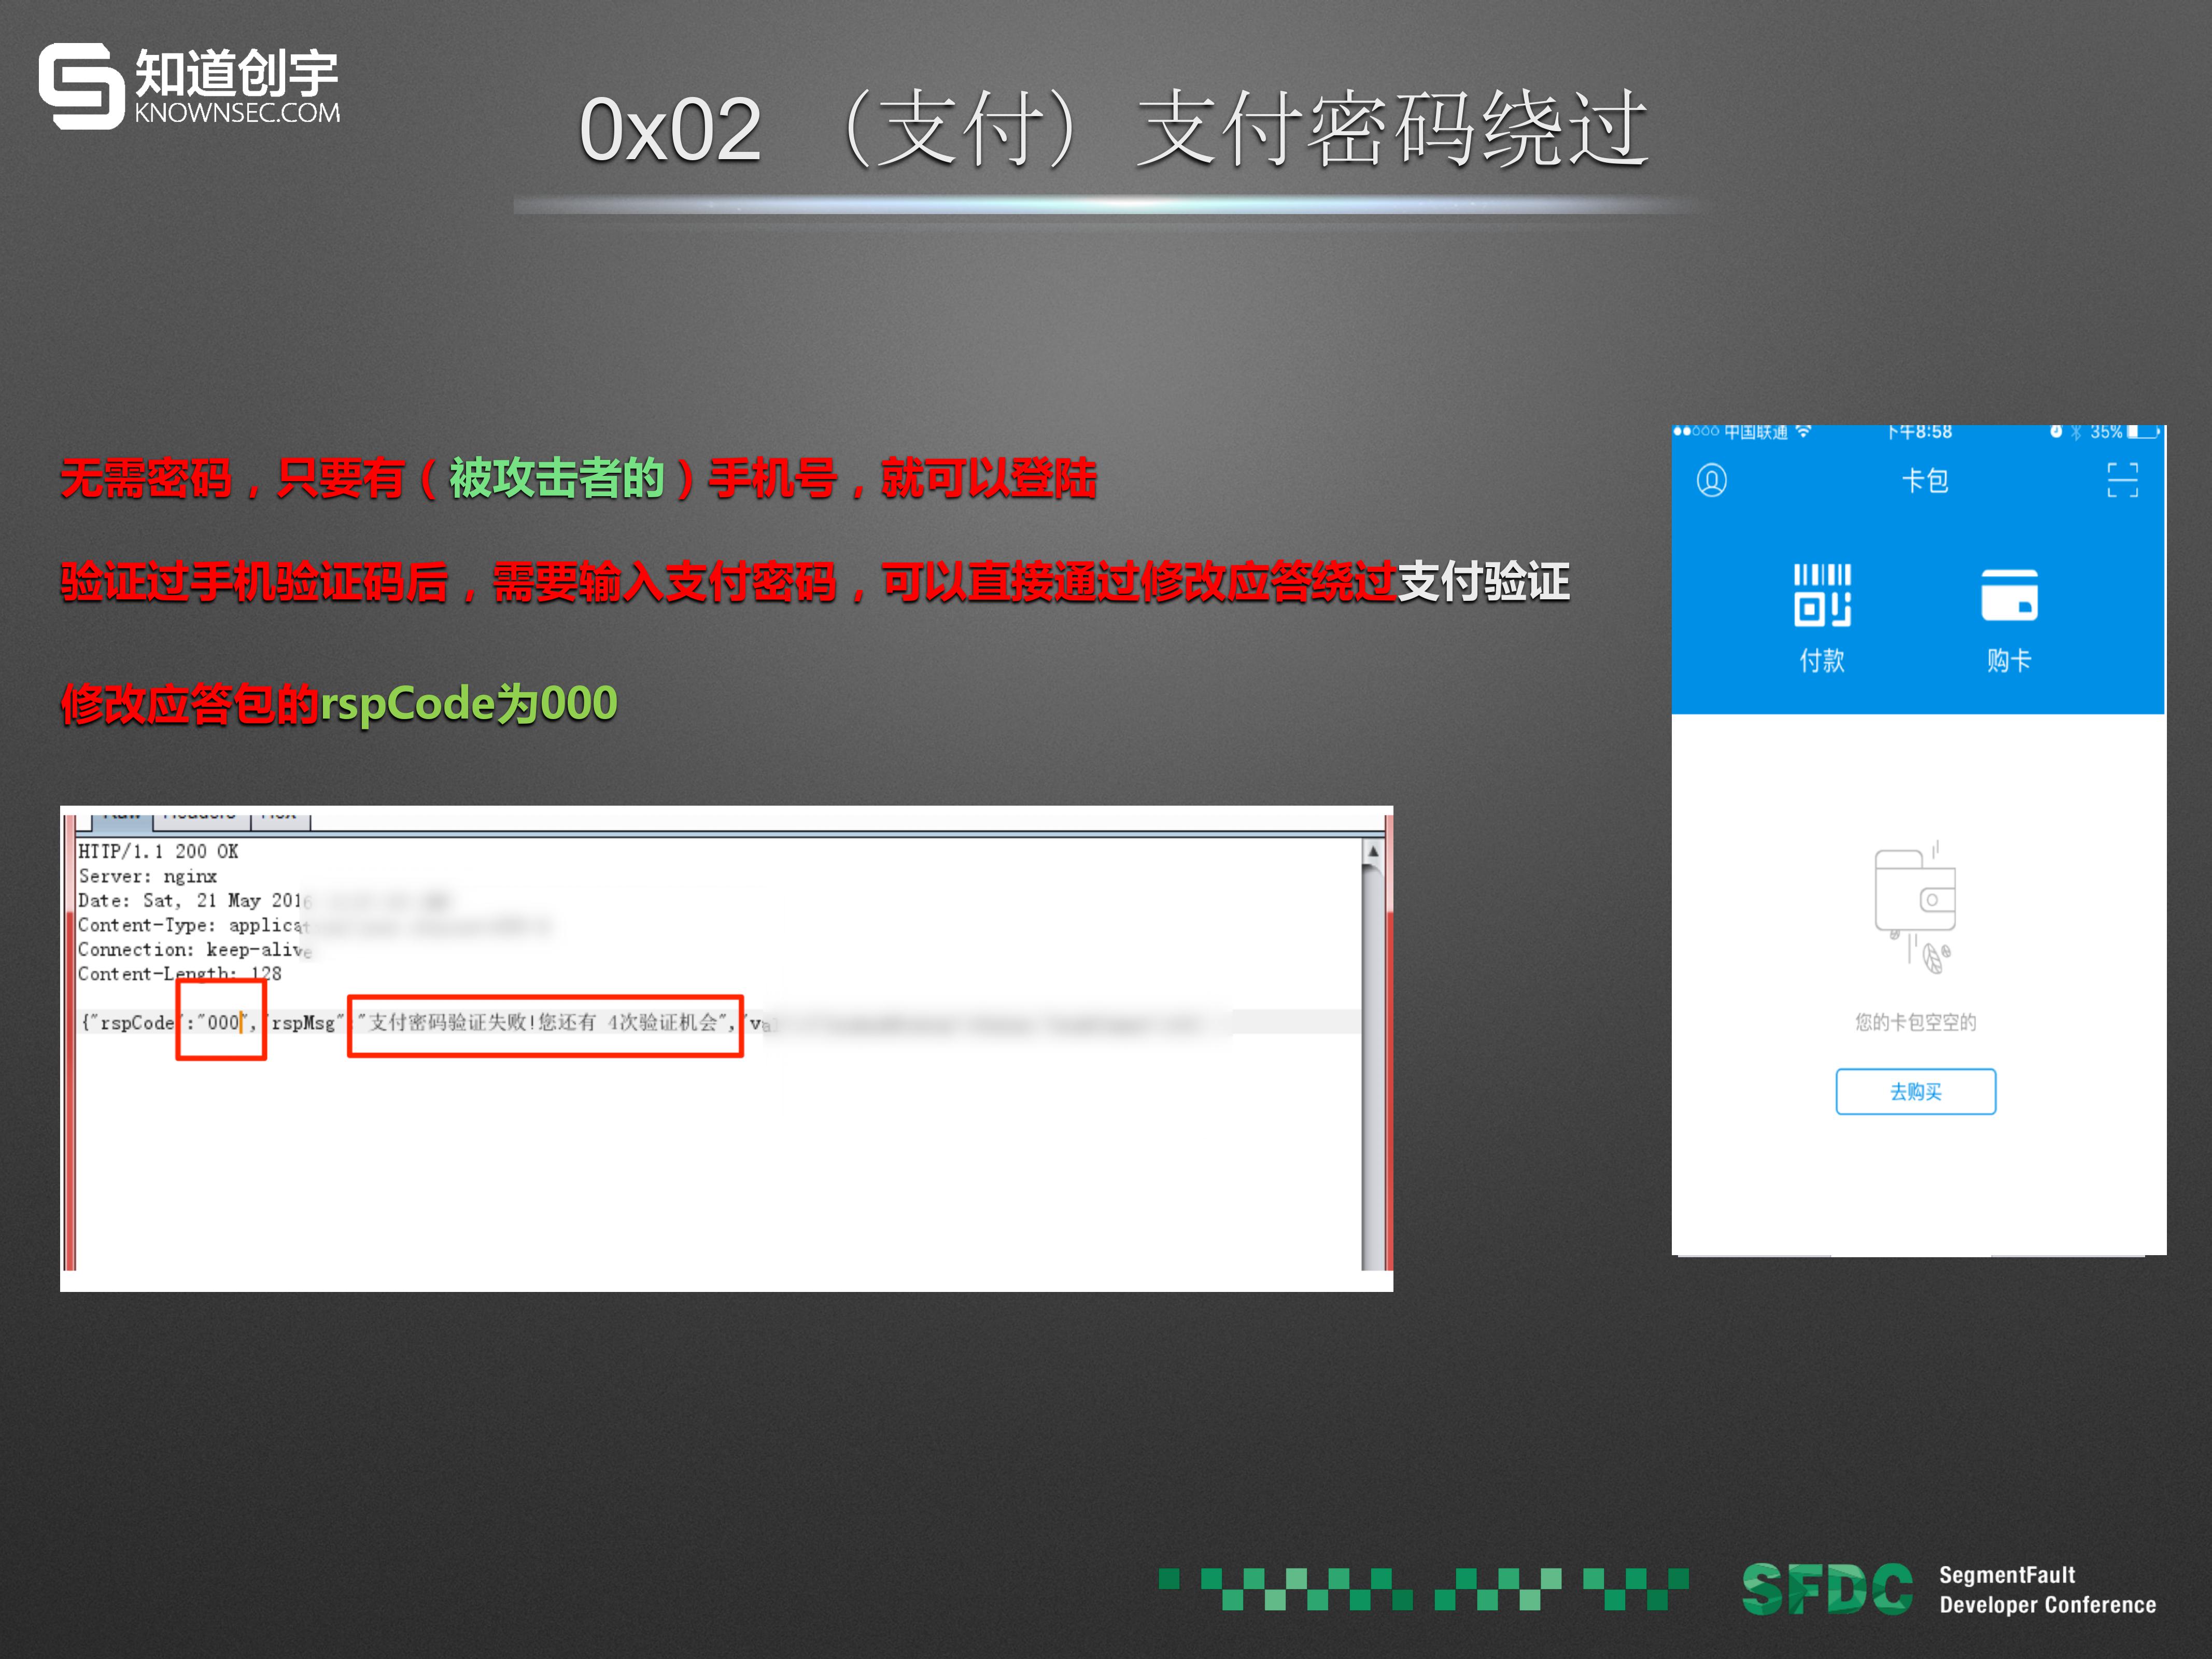 知道创宇
KNOWNSEC.COM
0x02 （支付）支付密码绕过
无需密码，只要有（被攻击者的）手机号，就可以登陆
验证过手机验证码后，需要输入支付密码，可以直接通过修改应答绕过支付验证
修改应答包的rspCode为000
Raw Headers Hex
HTTP/1.1 200 OK
Server: nginx
Date: Sat, 21 May 2016
Content-Type: applicat
Connection: keep-alive
Content-Length: 128
{"rspCode":"000","rspMsg":"支付密码验证失败!您还有 4次验证机会","val
中国联通 下午8:58 35%
卡包
付款 购卡
您的卡包空空的
去购买
SFDC SegmentFault
Developer Conference